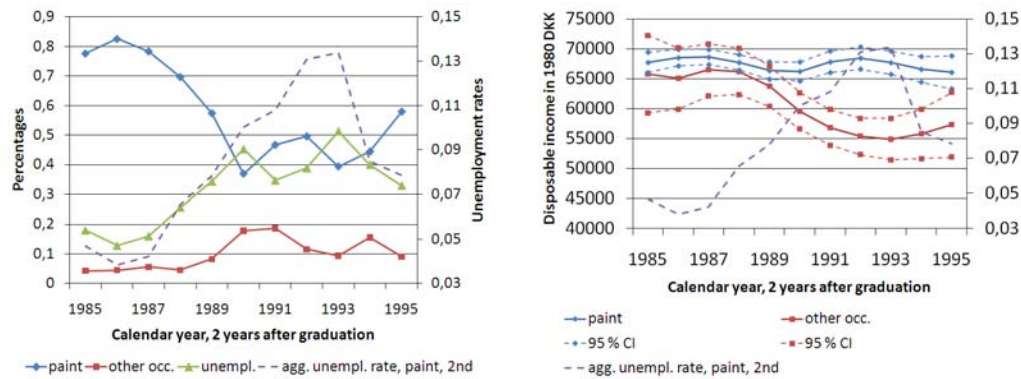 0,9
0,8
0,7
0,6
0,5
0,4
0,3
0,2
0,1
0
Percentages
0,15
0,13
0,11
0,09
0,07
0,05
0,03
Unemployment rates
1985 1987 1989 1991 1993 1995
Calendar year, 2 years after graduation
paint other occ. unempl. agg. unempl. rate, paint, 2nd
75000
70000
65000
60000
55000
50000
45000
40000
Disposable income in 1980 DKK
0,15
0,13
0,11
0,09
0,07
0,05
0,03
1985 1987 1989 1991 1993 1995
Calendar year, 2 years after graduation
paint other occ.
95 % CI 95 % CI
agg. unempl. rate, paint, 2nd